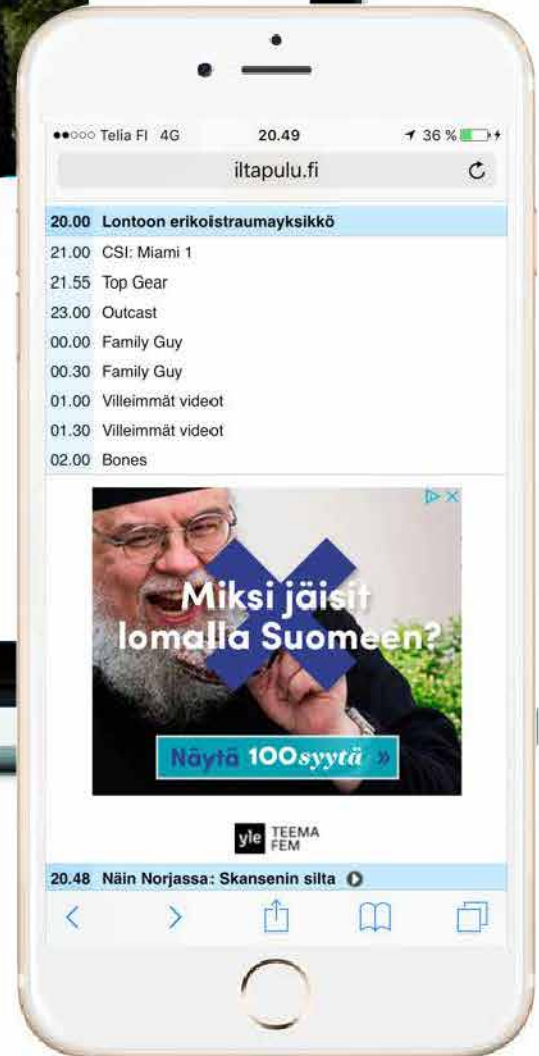 Telia FI 4G 20.49 36 %
iltapulu.fi
20.00 Lontoon erikoistraumayksikkö
21.00 CSI: Miami 1
21.55 Top Gear
23.00 Outcast
00.00 Family Guy
00.30 Family Guy
01.00 Villeimmät videot
01.30 Villeimmät videot
02.00 Bones
Miksi jäisit
lomalla Suomeen?
Näytä 100 syytä »
yle TEEMA
FEM
20.48 Näin Norjassa: Skansenin silta